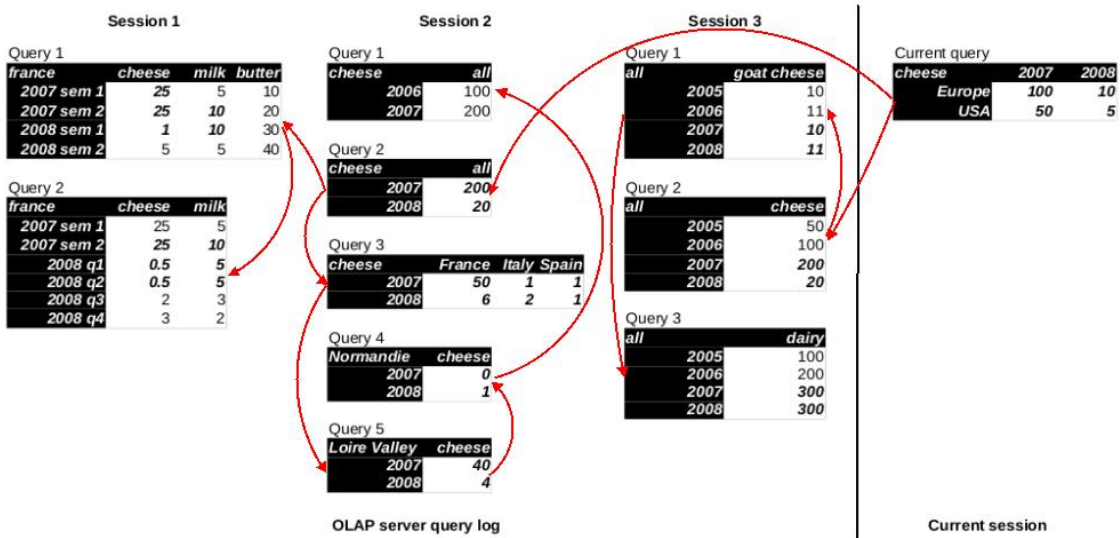 Session 1
Query 1
france cheese milk butter
2007 sem 1 25 5 10
2007 sem 2 25 10 20
2008 sem 1 1 10 30
2008 sem 2 5 5 40
Query 2
france cheese milk
2007 sem 1 25 5
2007 sem 2 25 10
2008 q1 0.5 5
2008 q2 0.5 5
2008 q3 2 3
2008 q4 3 2
Session 2
Query 1
cheese all
2006 100
2007 200
Query 2
cheese all
2007 200
2008 20
Query 3
cheese France Italy Spain
2007 50 1 1
2008 6 2 1
Query 4
Normandie cheese
2007 0
2008 1
Query 5
Loire Valley cheese
2007 40
2008 4
Session 3
Query 1
all goat cheese
2005 10
2006 11
2007 10
2008 11
Query 2
all cheese
2005 50
2006 100
2007 200
2008 20
Query 3
all dairy
2005 100
2006 200
2007 300
2008 300
OLAP server query log
Current query
cheese 2007 2008
Europe 100 10
USA 50 5
Current session